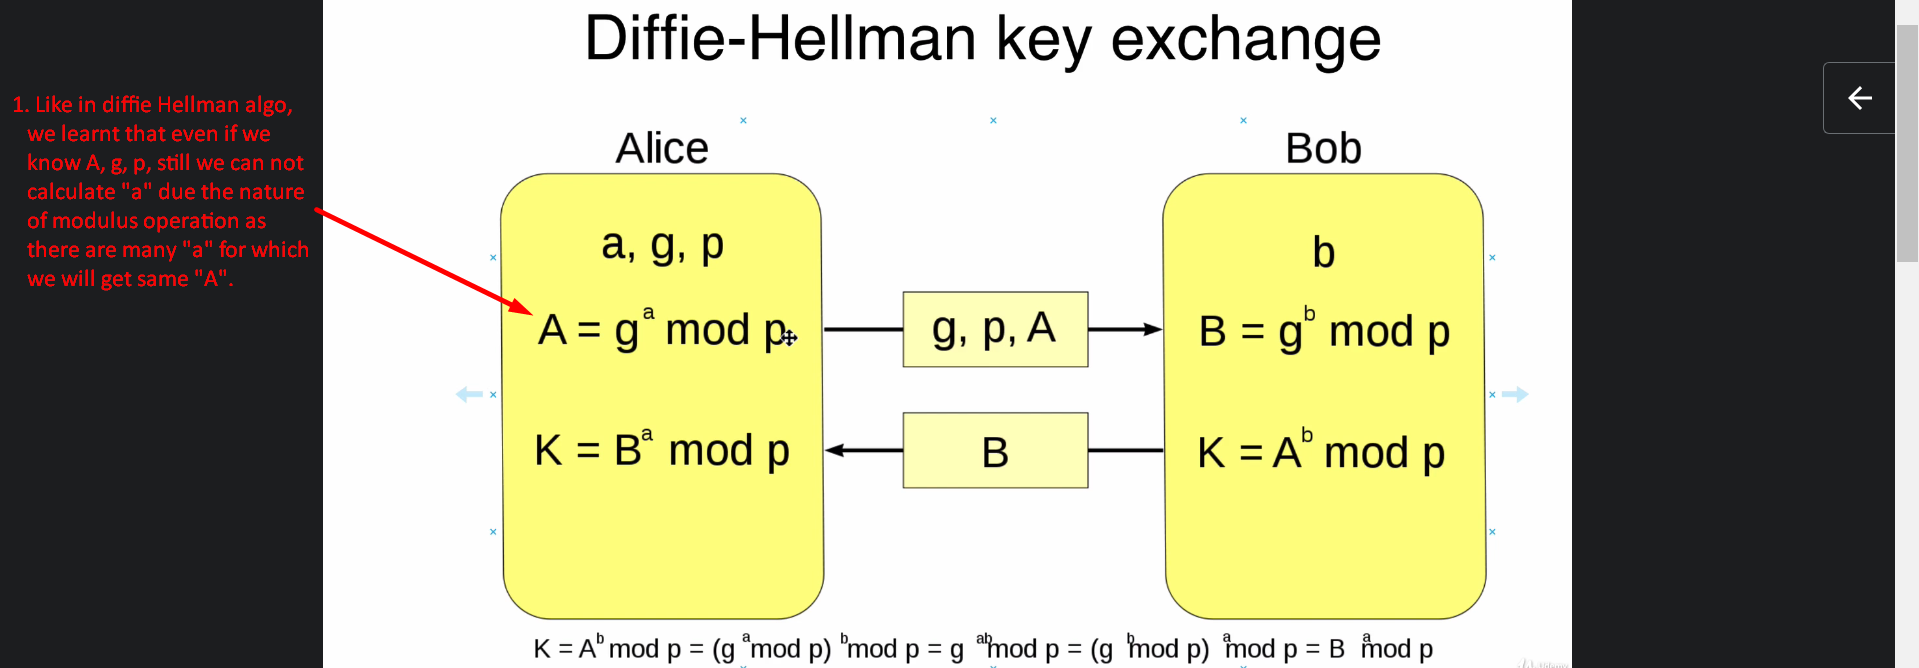 Diffie-Hellman key exchange
1. Like in diffie Hellman algo,
we learnt that even if we
know A, g, p, still we can not
calculate "a" due the nature
of modulus operation as
there are many "a" for which
we will get same "A".
Alice
a, g, p
A = g^a mod p
K = B^a mod p
g, p, A
B
Bob
b
B = g^b mod p
K = A^b mod p
K = A^b mod p = (g^a mod p)^b mod p = g^ab mod p = (g^b mod p)^a mod p = B^a mod p